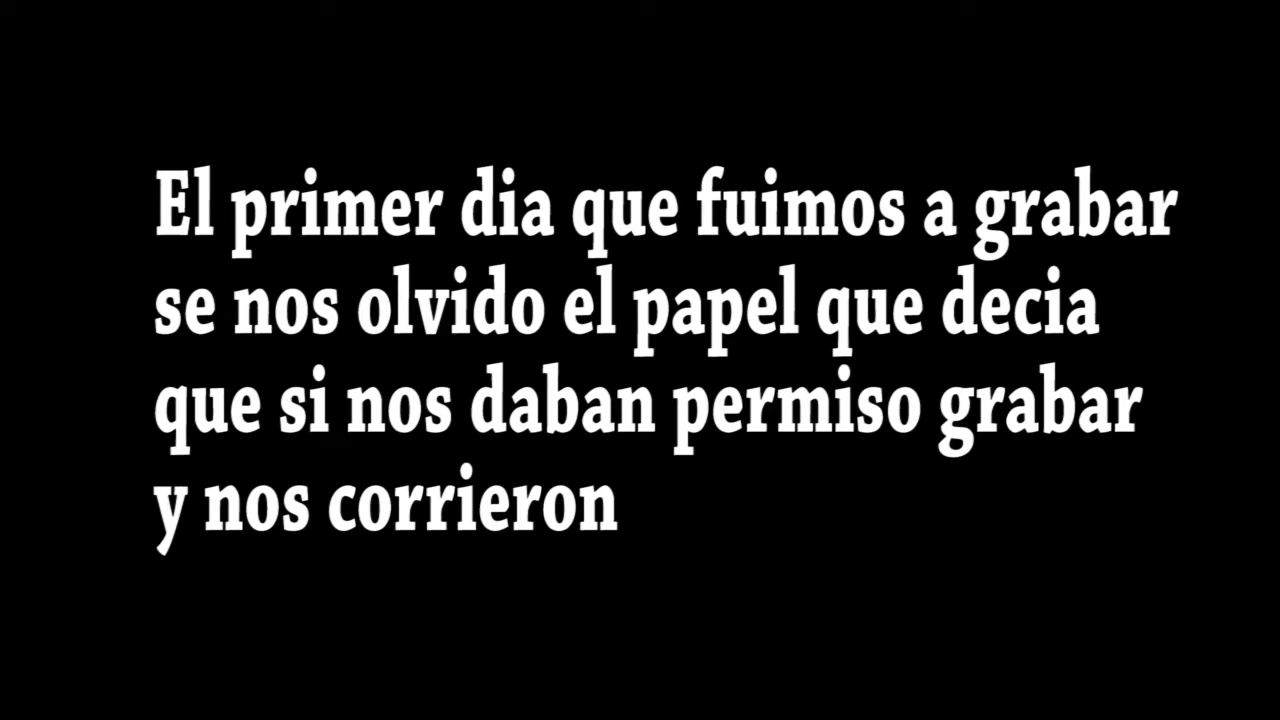 El primer dia que fuimos a grabar
se nos olvido el papel que decia
que si nos daban permiso grabar
y nos corrieron